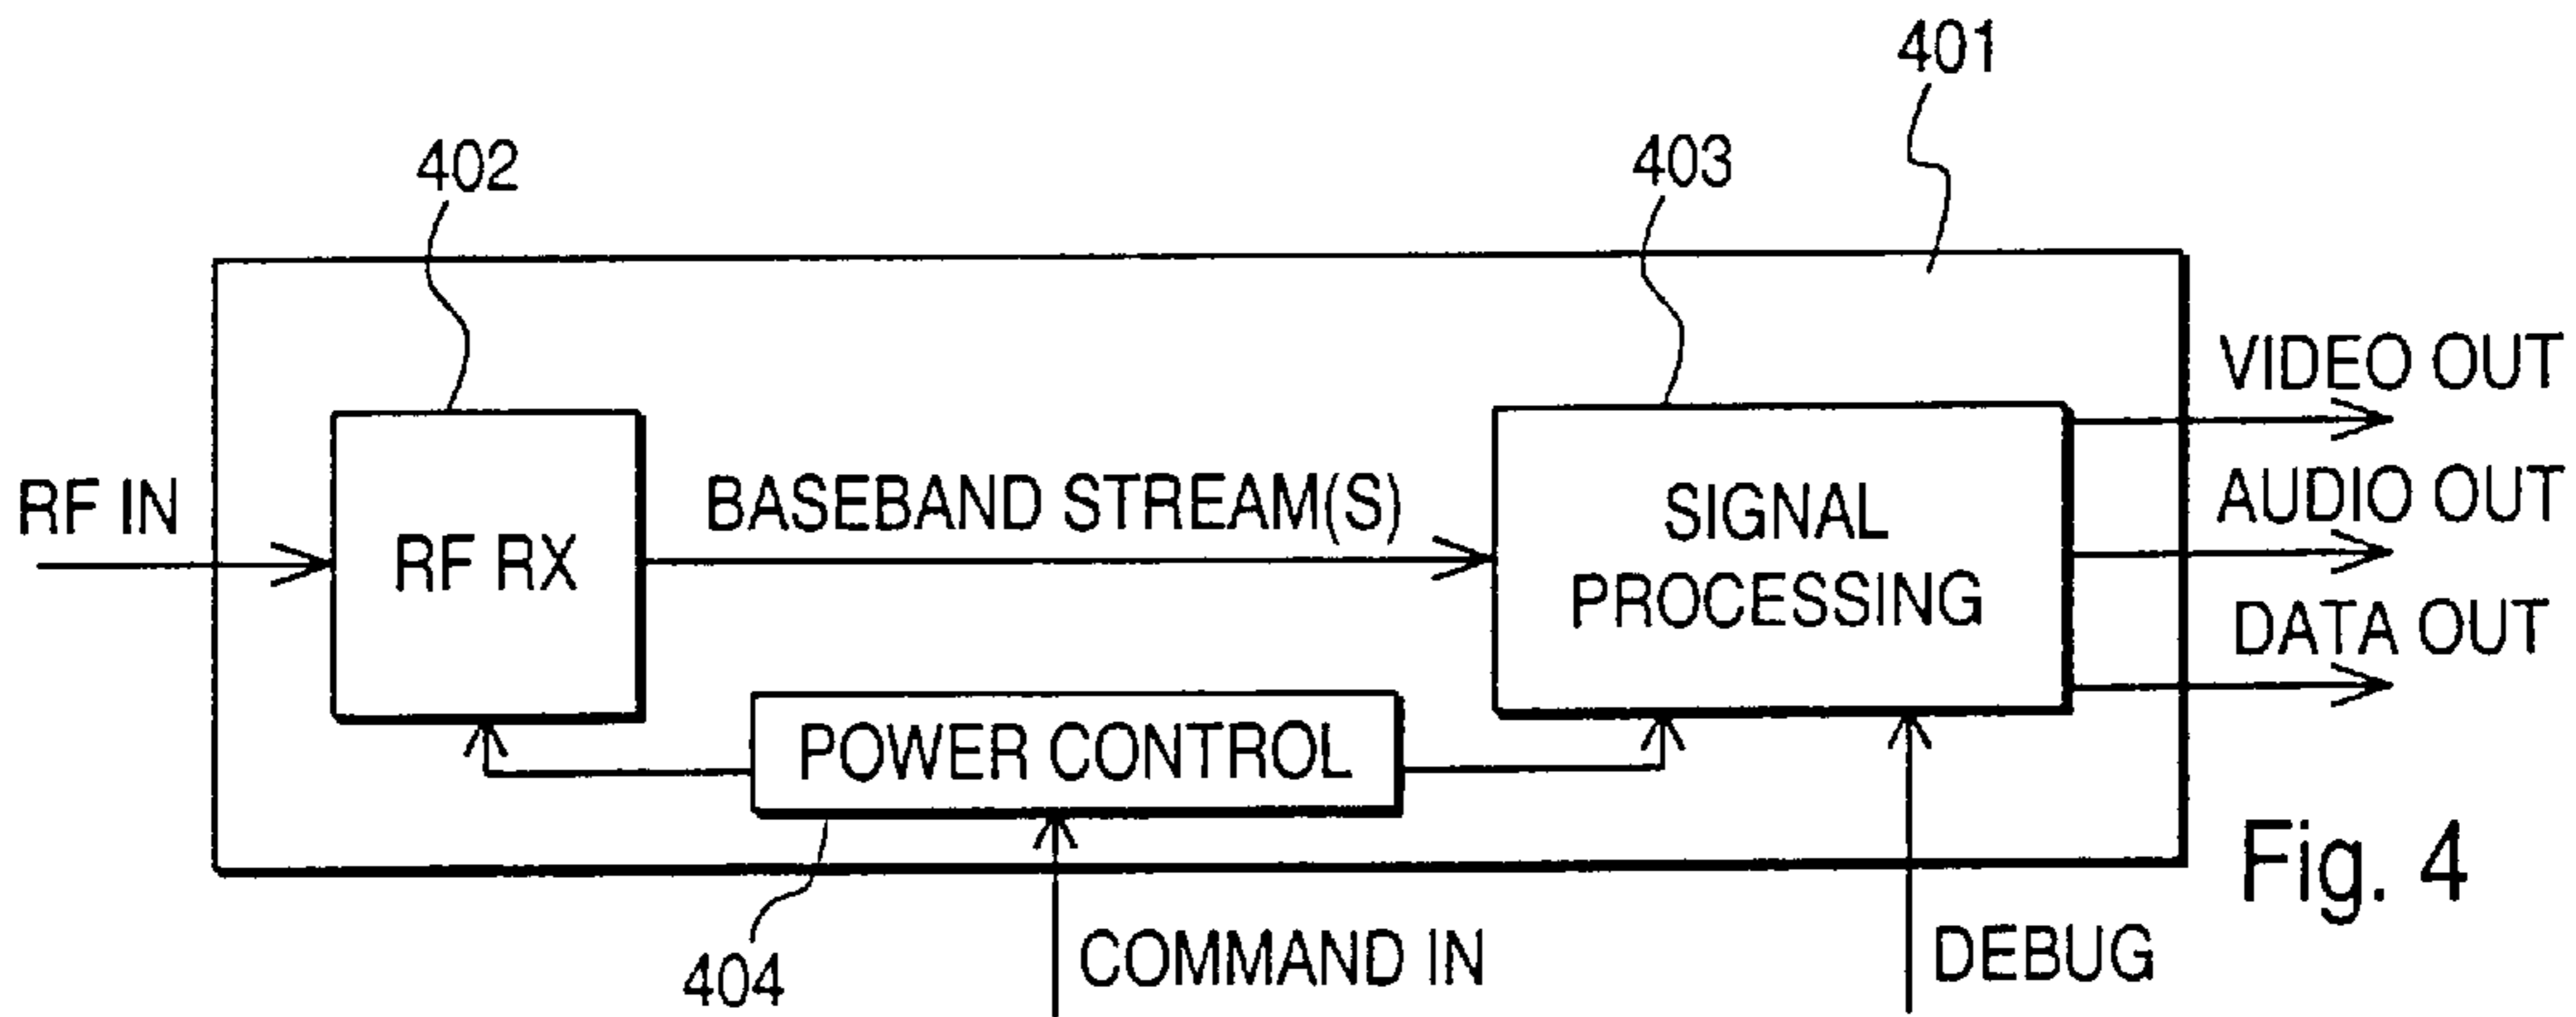 401
402
403
VIDEO OUT
RF IN
BASEBAND STREAM(S)
RF RX
SIGNAL
PROCESSING
AUDIO OUT
DATA OUT
POWER CONTROL
Fig. 4
404
COMMAND IN
DEBUG